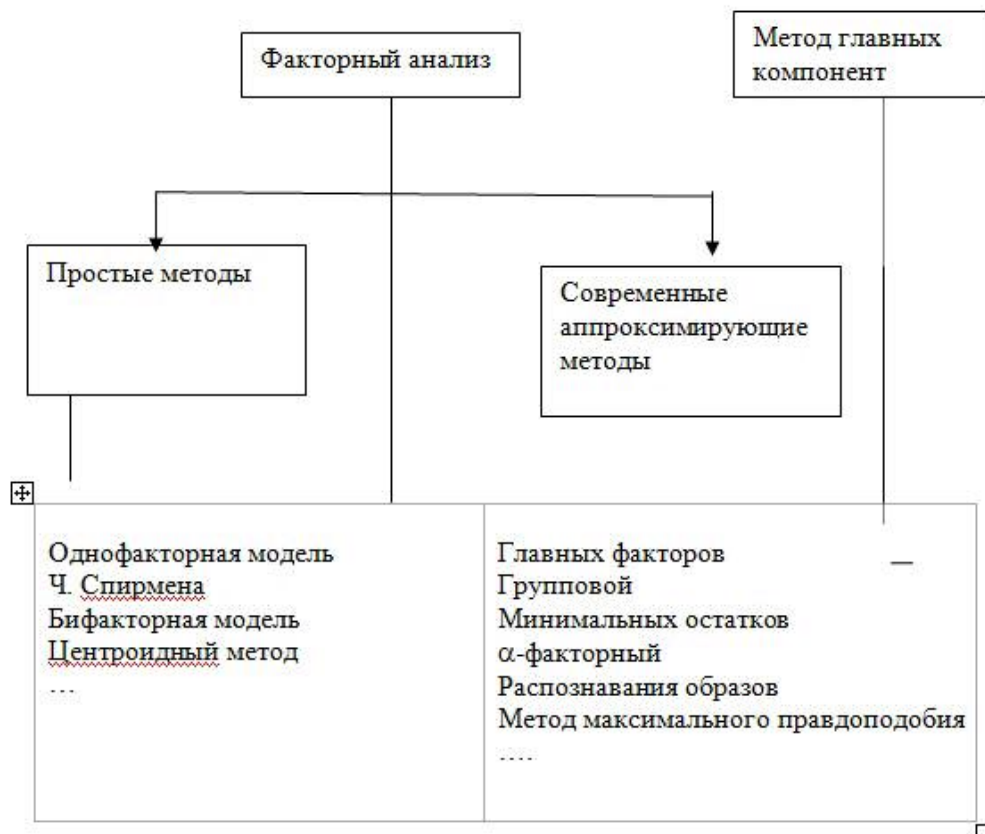 Факторный анализ
Метод главных
компонент
Простые методы
Современные
аппроксимирующие
методы
Однофакторная модель
Ч. Спирмена
Бифакторная модель
Центроидный метод
...
Главных факторов
Групповой
Минимальных остатков
α-факторный
Распознавания образов
Метод максимального правдоподобия
....